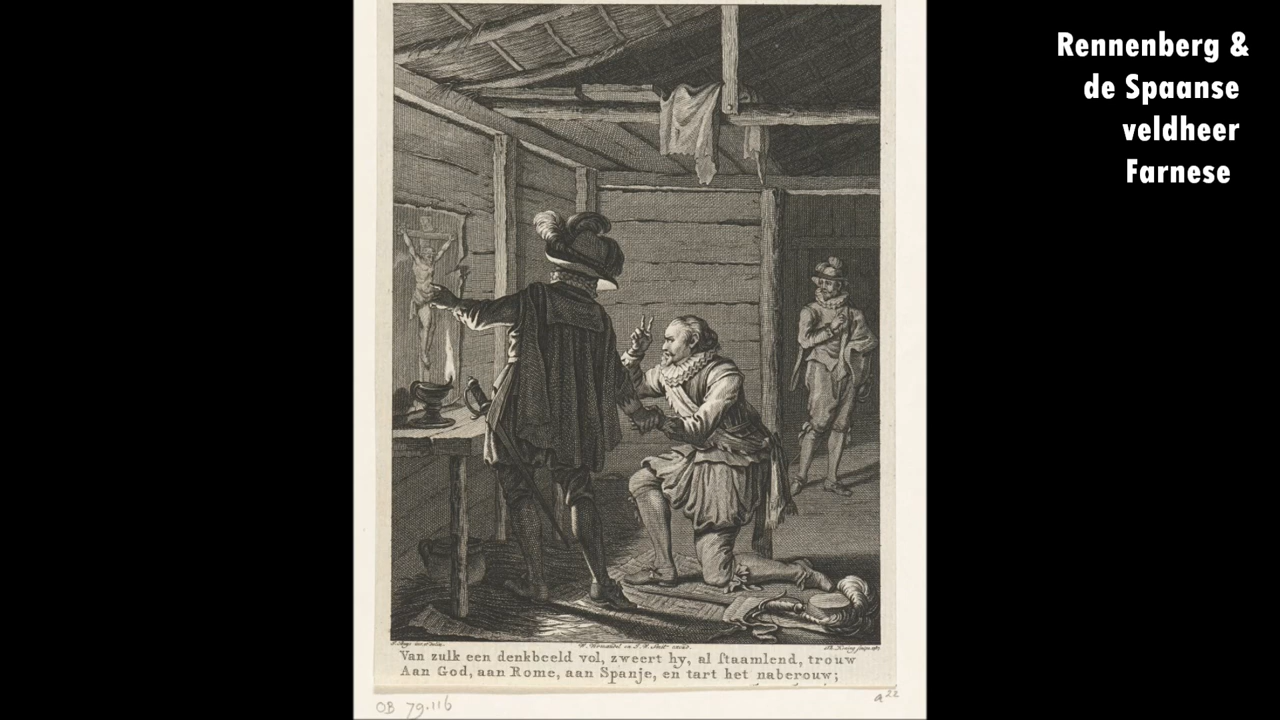 Rennenberg &
de Spaanse
veldheer
Farnese
Van zulk een denkbeeld vol, zweert hy, al ſtaamlend, trouw
Aan God, aan Rome, aan Spanje, en tart het naberouw;
OB 79.116
a 22